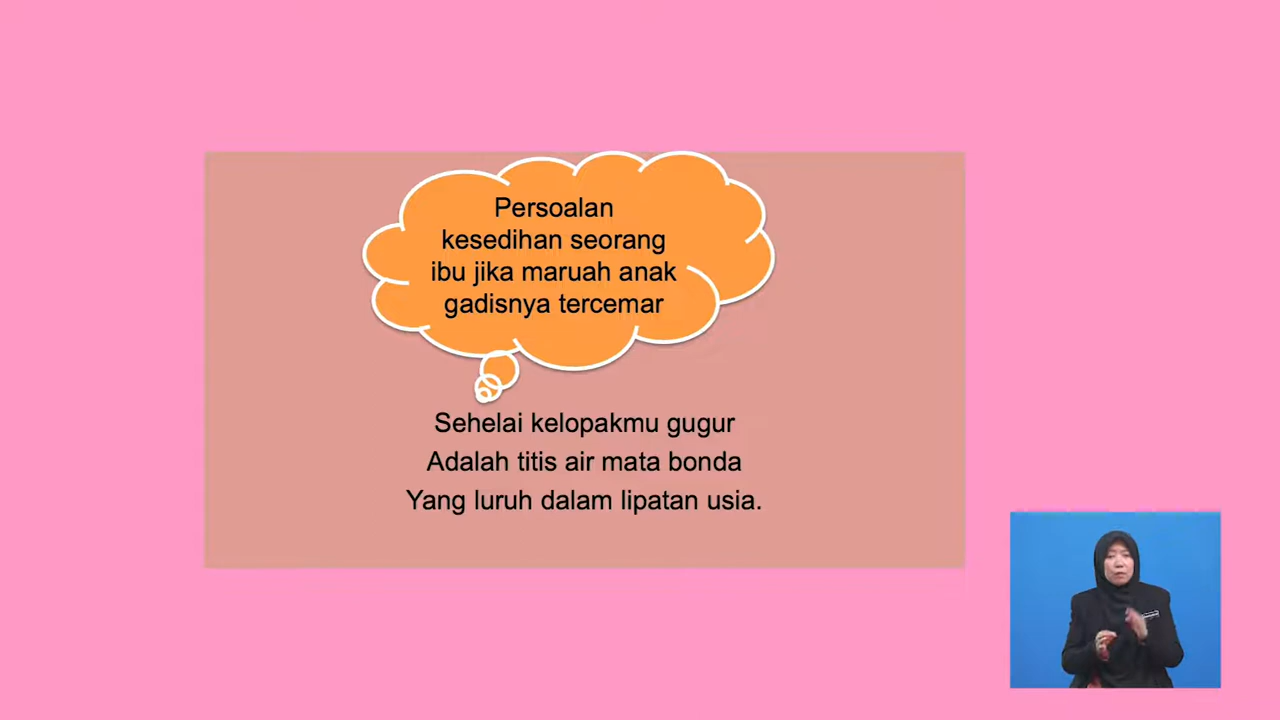 Persoalan
kesedihan seorang
ibu jika maruah anak
gadisnya tercemar
Sehelai kelopakmu gugur
Adalah titis air mata bonda
Yang luruh dalam lipatan usia.